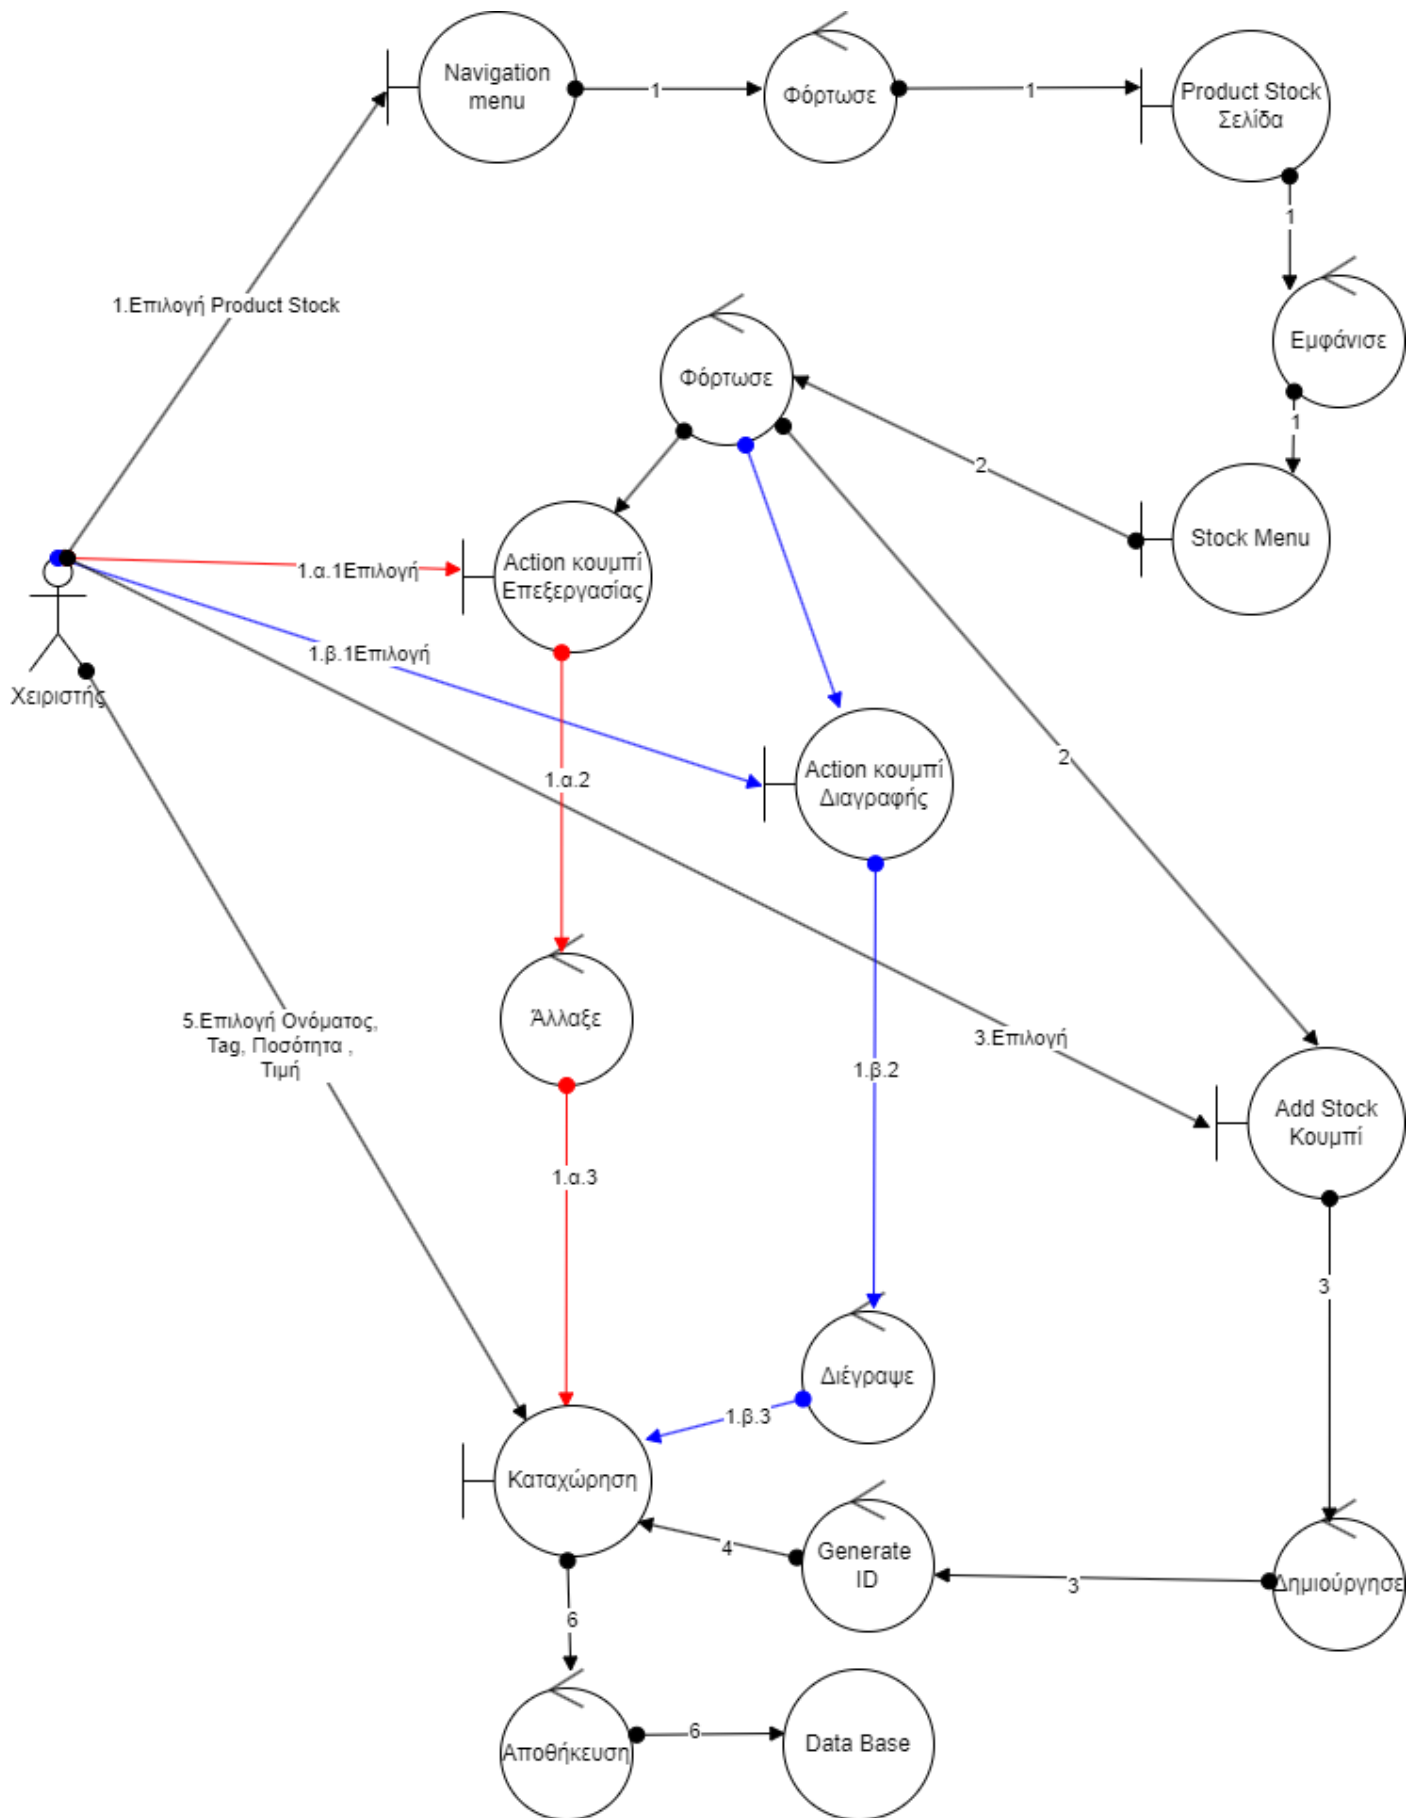 Navigation
menu
1
Φόρτωσε
1
Product Stock
Σελίδα
1
1.Επιλογή Product Stock
Εμφάνισε
Φόρτωσε
1
2
Stock Menu
Action κουμπί
Επεξεργασίας
1.α.1Επιλογή
1.β.1Επιλογή
Χειριστής
2
Action κουμπί
Διαγραφής
1.α.2
5.Επιλογή Ονόματος,
Tag, Ποσότητα ,
Τιμή
Άλλαξε
3.Επιλογή
1.β.2
Add Stock
Κουμπί
1.α.3
3
Διέγραψε
1.β.3
Καταχώρηση
4
Generate
ID
3
Δημιούργησε
6
Αποθήκευση
6
Data Base